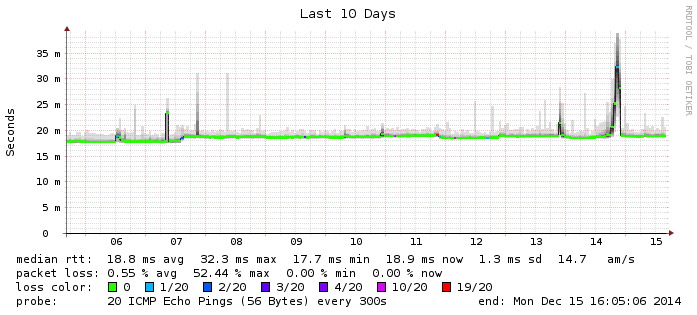 Last 10 Days
RRDTOOL / TOBI OETIKER
Seconds
35 m
30 m
25 m
20 m
15 m
10 m
5 m
0
06 07 08 09 10 11 12 13 14 15
median rtt: 18.8 ms avg 32.3 ms max 17.7 ms min 18.9 ms now 1.3 ms sd 14.7 am/s
packet loss: 0.55 % avg 52.44 % max 0.00 % min 0.00 % now
loss color: 0 1/20 2/20 3/20 4/20 10/20 19/20
probe: 20 ICMP Echo Pings (56 Bytes) every 300s end: Mon Dec 15 16:05:06 2014